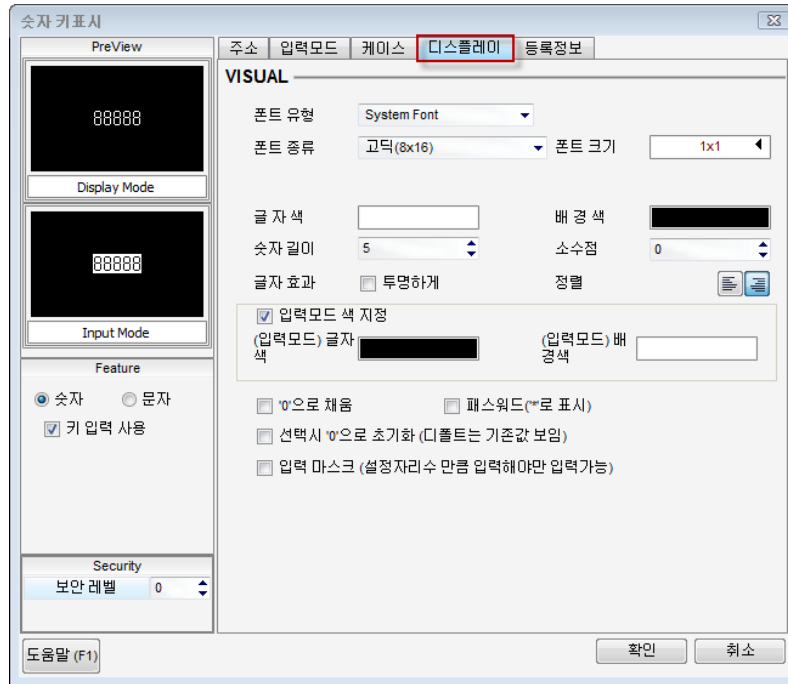 숫자 키표시
PreView
88888
Display Mode
88888
Input Mode
Feature
숫자 문자
키 입력 사용
Security
보안 레벨 0
도움말 (F1)
주소 입력모드 케이스 디스플레이 등록정보
VISUAL
폰트 유형 System Font
폰트 종류 고딕(8x16) 폰트 크기 1x1
글 자 색 배 경 색
숫자 길이 5 소수점 0
글자 효과 투명하게 정렬
입력모드 색 지정
(입력모드) 글자
색
(입력모드) 배
경색
'0'으로 채움 패스워드('*'로 표시)
선택시 '0'으로 초기화 (디폴트는 기존값 보임)
입력 마스크 (설정자리수 만큼 입력해야만 입력가능)
확인 취소